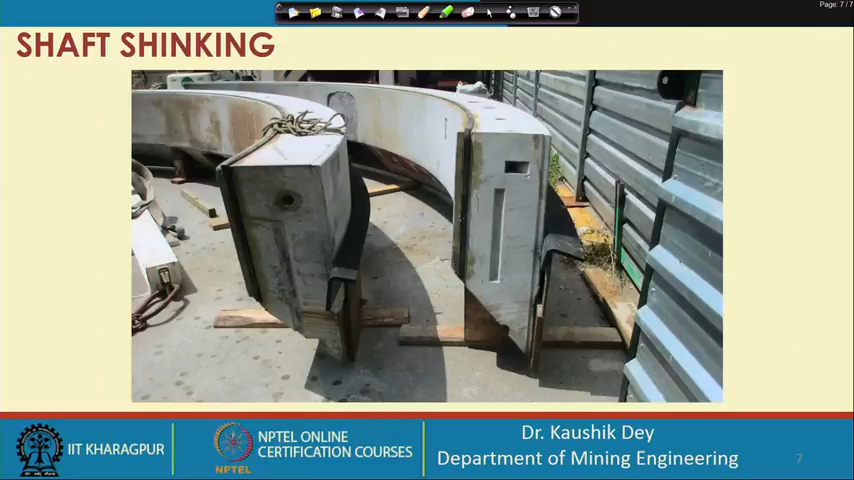 Page: 7 / 7
SHAFT SHINKING
IIT KHARAGPUR
NPTEL
NPTEL ONLINE
CERTIFICATION COURSES
Dr. Kaushik Dey
Department of Mining Engineering
7